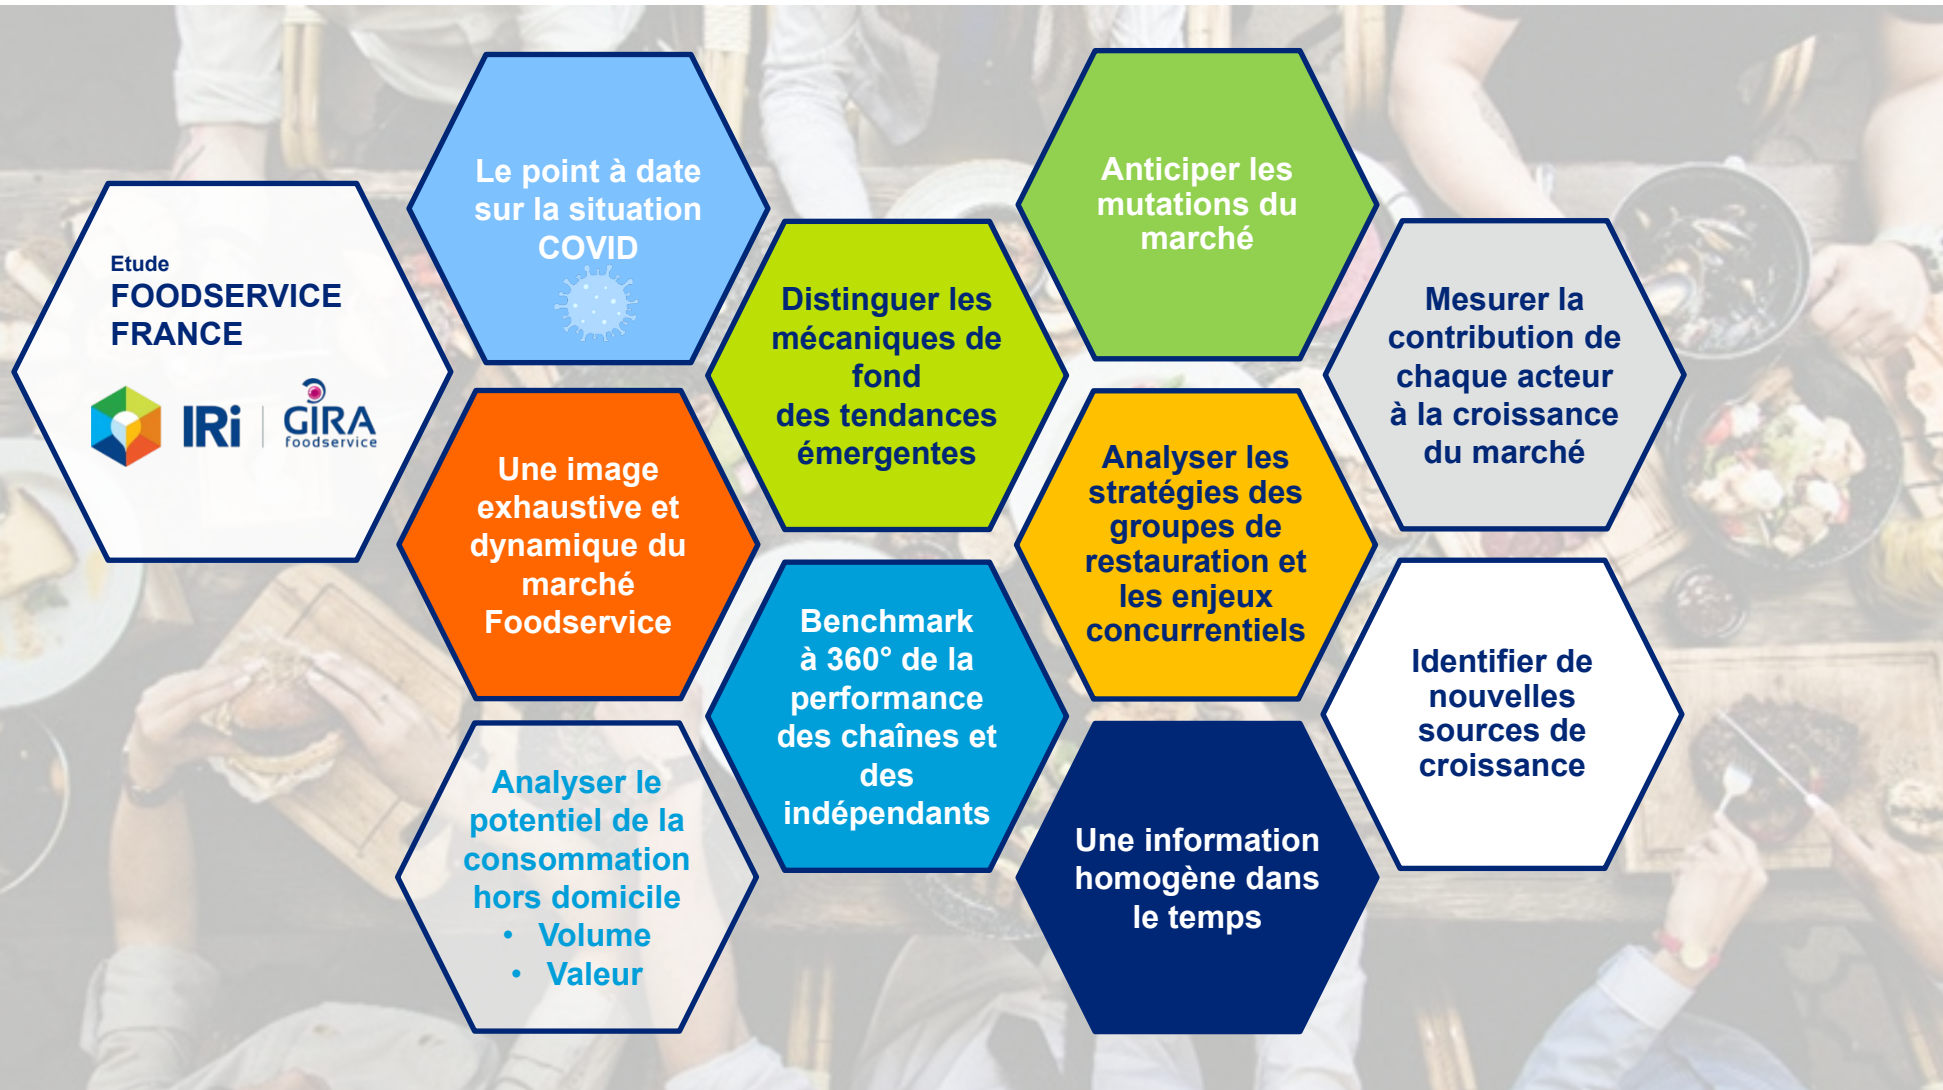 Etude
FOODSERVICE
FRANCE
IRi
GIRA
foodservice
Le point à date
sur la situation
COVID
Une image
exhaustive et
dynamique du
marché
Foodservice
Analyser le
potentiel de la
consommation
hors domicile
• Volume
• Valeur
Distinguer les
mécaniques de
fond
des tendances
émergentes
Benchmark
à 360° de la
performance
des chaînes et
des
indépendants
Anticiper les
mutations du
marché
Analyser les
stratégies des
groupes de
restauration et
les enjeux
concurrentiels
Une information
homogène dans
le temps
Mesurer la
contribution de
chaque acteur
à la croissance
du marché
Identifier de
nouvelles
sources de
croissance